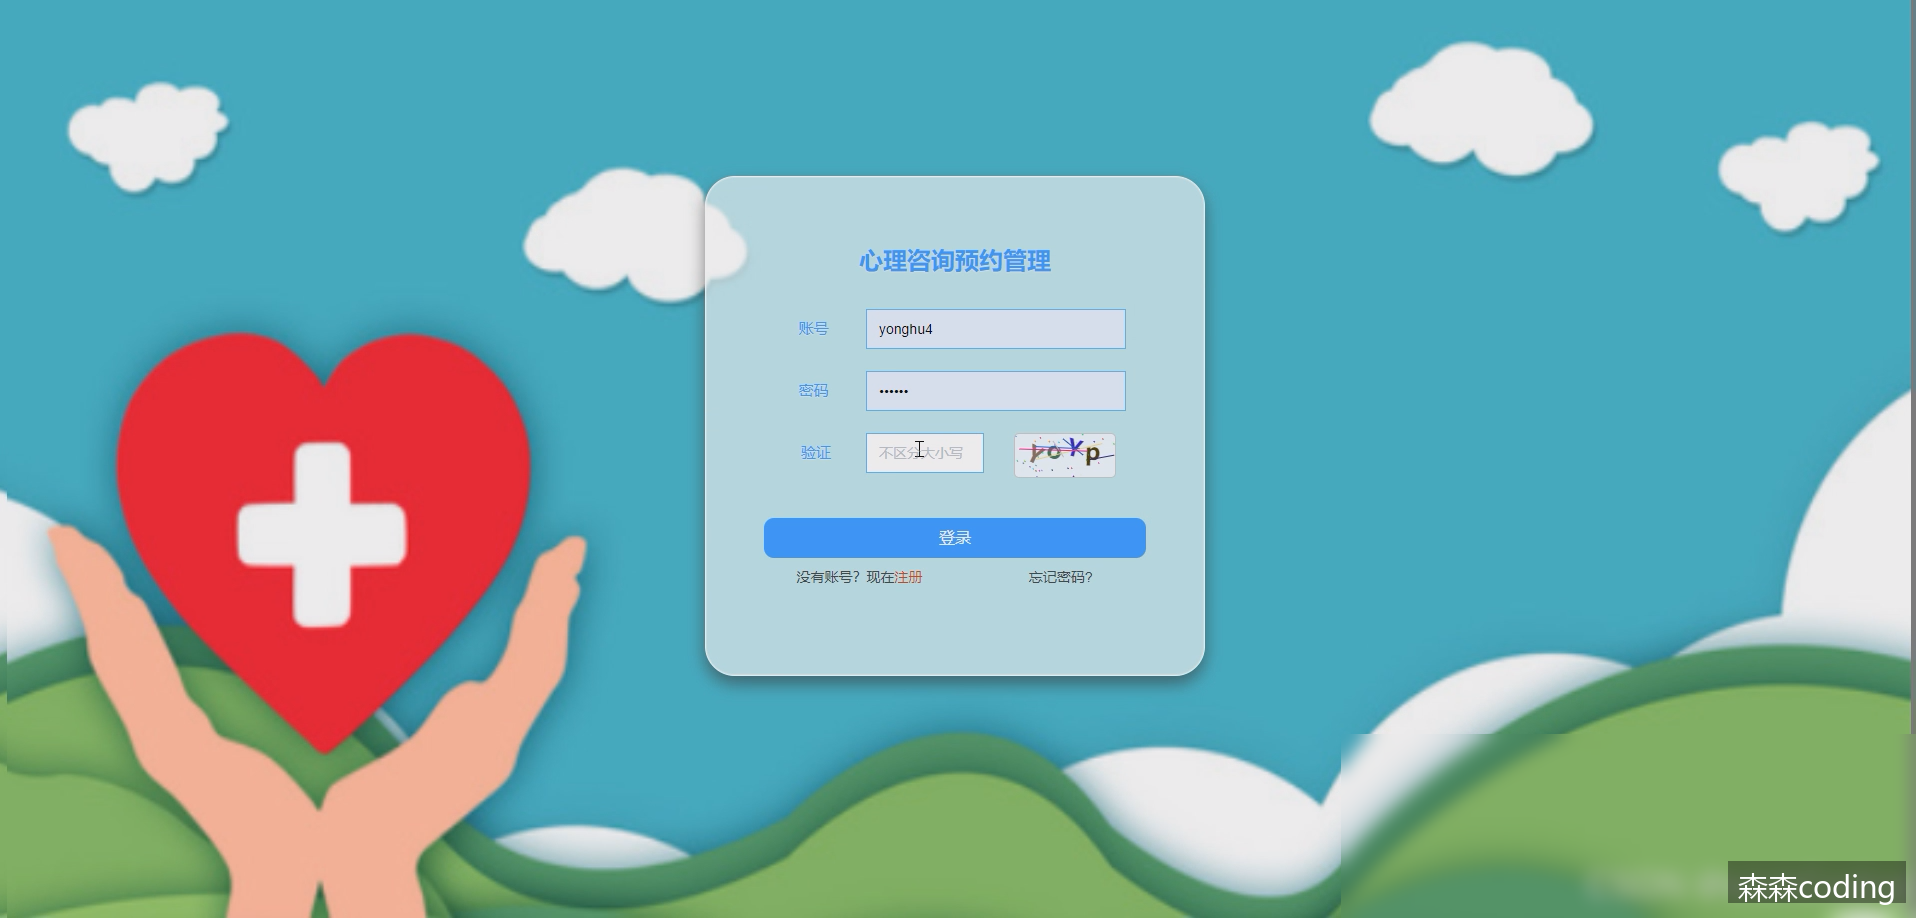 心理咨询预约管理
账号 yonghu4
密码 ••••••
验证 不区分大小写 YoYp
登录
没有账号？现在注册 忘记密码?
森森coding